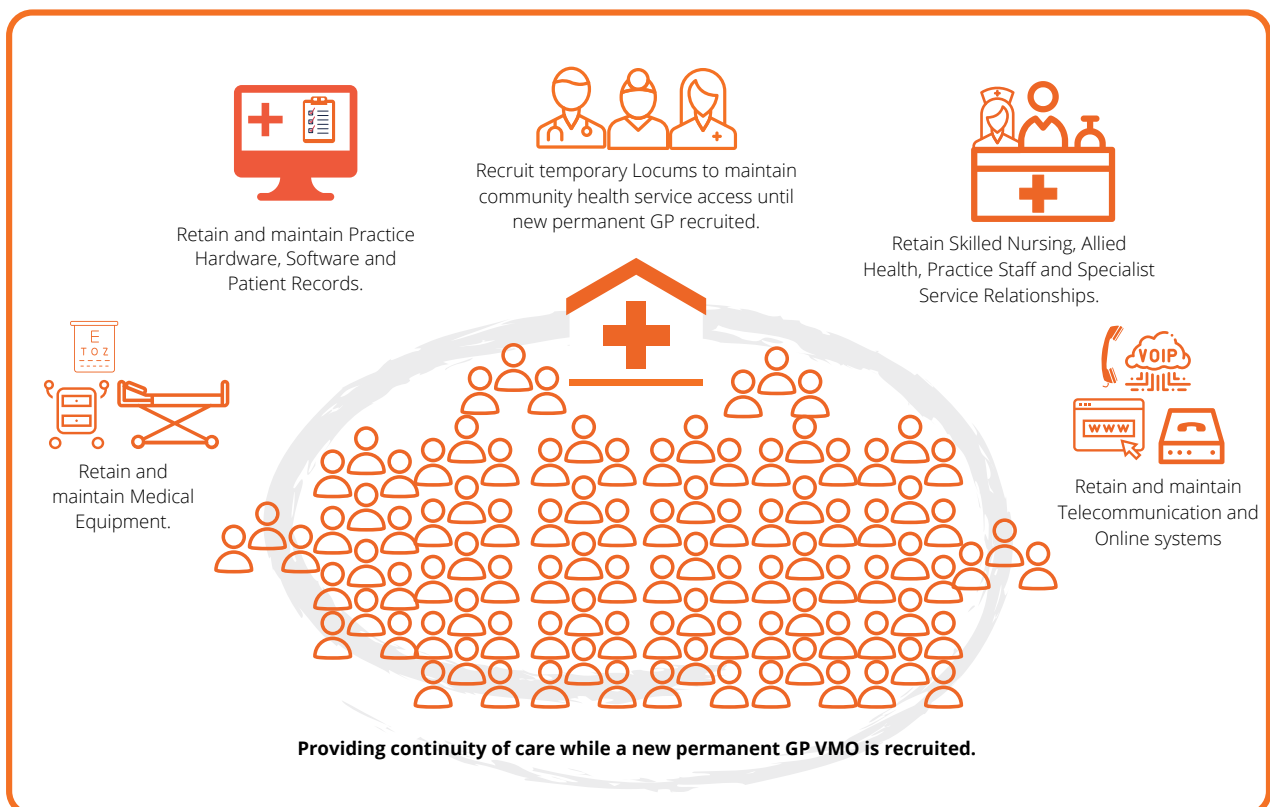 Recruit temporary Locums to maintain
community health service access until
new permanent GP recruited.
Retain and maintain Practice
Hardware, Software and
Patient Records.
Retain Skilled Nursing, Allied
Health, Practice Staff and Specialist
Service Relationships.
E
T O Z
Retain and
maintain Medical
Equipment.
VOIP
www
Retain and maintain
Telecommunication and
Online systems
Providing continuity of care while a new permanent GP VMO is recruited.